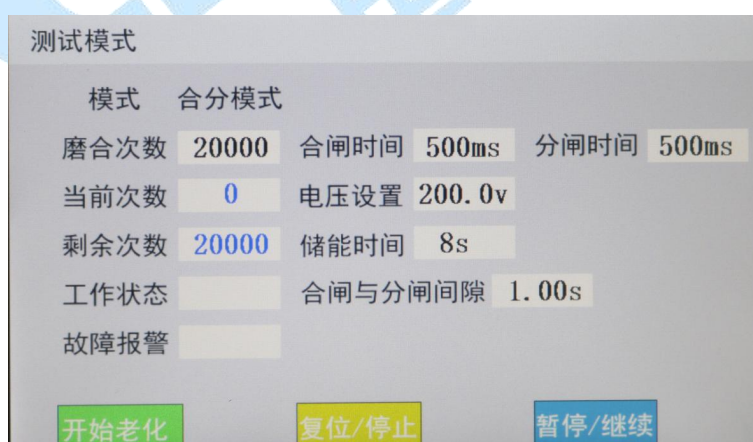 测试模式
模式 合分模式
磨合次数 20000 合闸时间 500ms 分闸时间 500ms
当前次数 0 电压设置 200.0v
剩余次数 20000 储能时间 8s
工作状态 合闸与分闸间隙 1.00s
故障报警
开始老化 复位/停止 暂停/继续